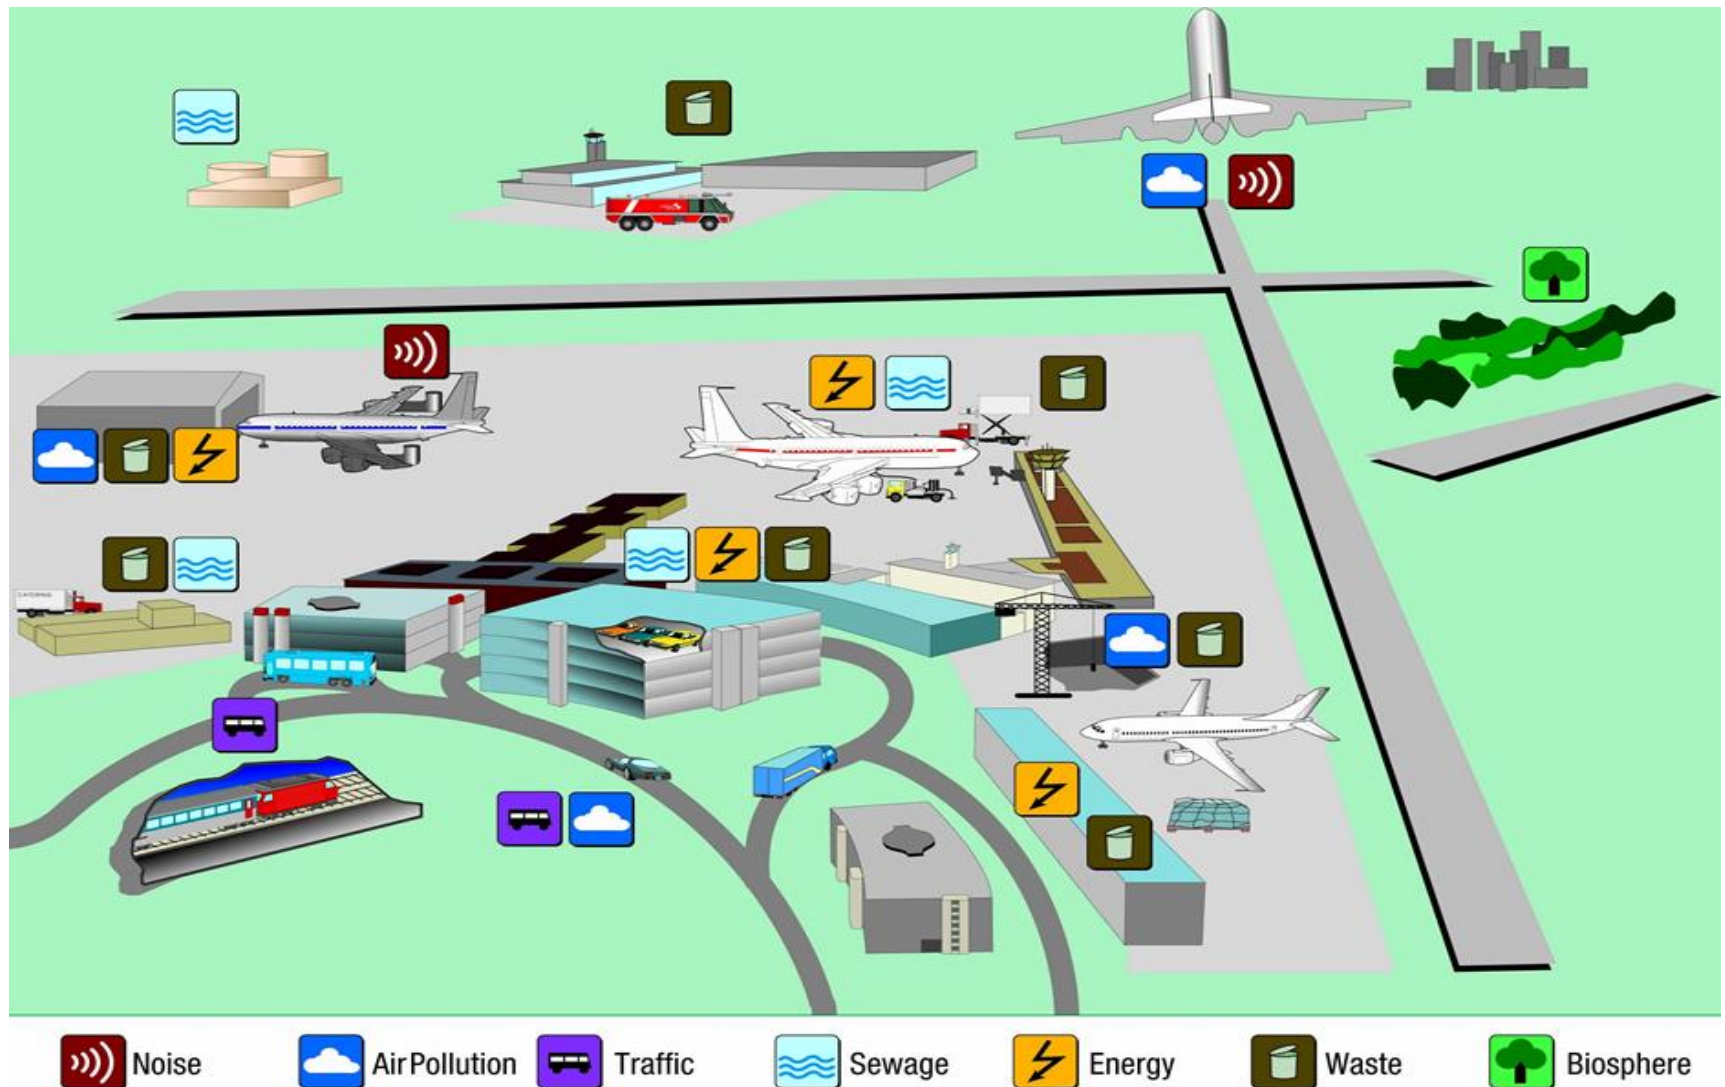 Noise
Air Pollution
Traffic
Sewage
Energy
Waste
Biosphere